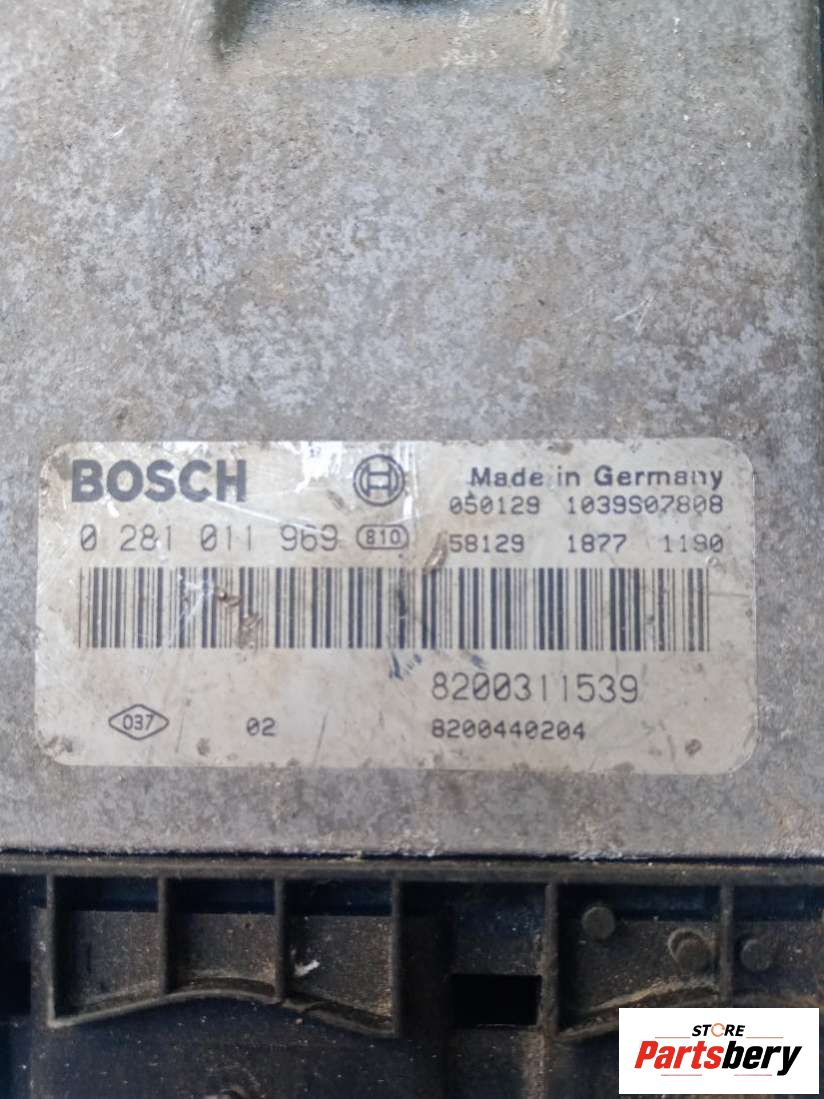 BOSCH
Made in Germany
050129 1039S07808
0 281 011 969 810
58129 1877 1190
8200311539
037 02 8200440204
STORE
Partsbery